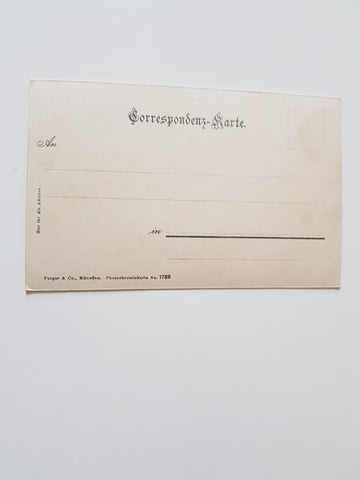 Correspondenz-Karte.
An
in
Nur für die Adresse.
Purger & Co., München. Photochromiekarte No. 1789